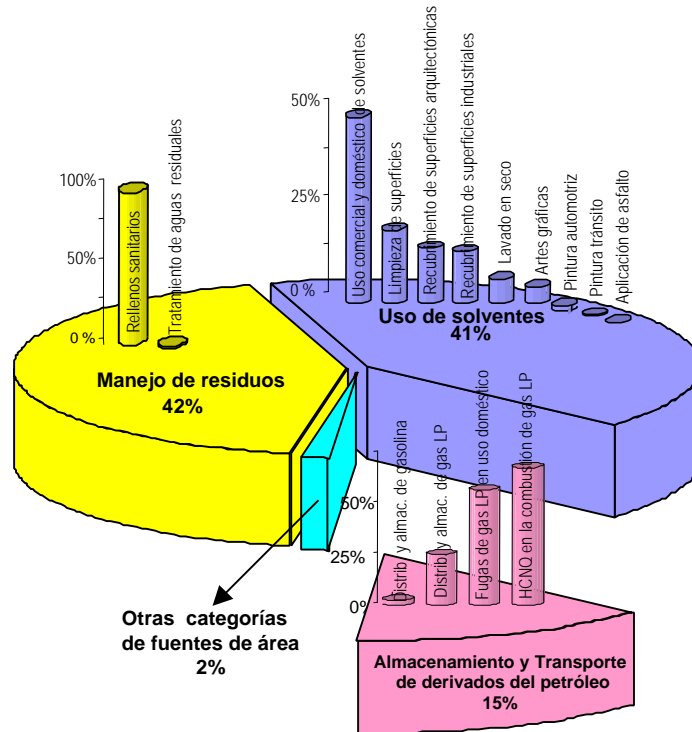 50%
25%
0 %
Uso comercial y doméstico de solventes
Limpieza de superficies
Recubrimiento de superficies arquitectónicas
Recubrimiento de superficies industriales
Lavado en seco
Artes gráficas
Pintura automotriz
Pintura tránsito
Aplicación de asfalto
Uso de solventes
41%
100%
50%
0 %
Rellenos sanitarios
Tratamiento de aguas residuales
Manejo de residuos
42%
50%
25%
0%
Distrib. y almac. de gasolina
Distrib. y almac. de gas LP
Fugas de gas LP en uso doméstico
HCNQ en la combustión de gas LP
Otras categorías
de fuentes de área
2%
Almacenamiento y Transporte
de derivados del petróleo
15%